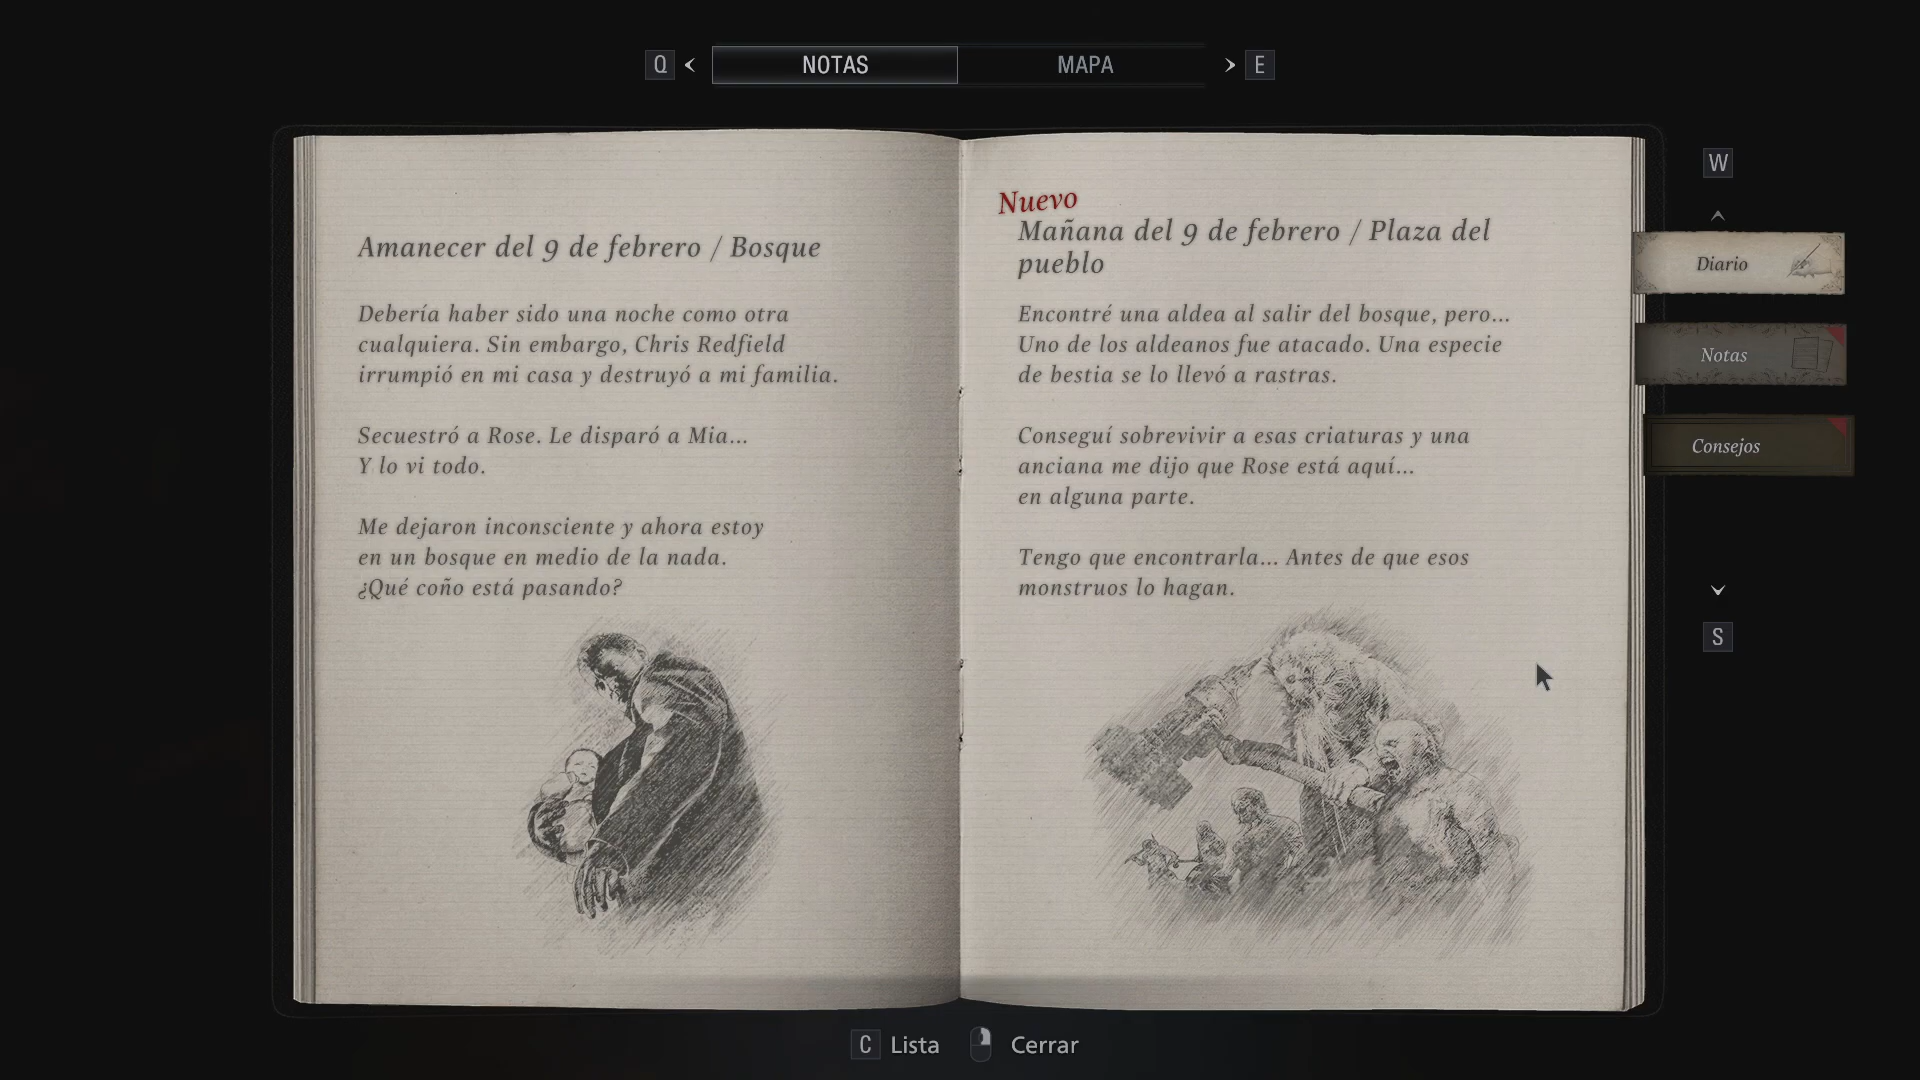 Q
NOTAS
MAPA
E
Amanecer del 9 de febrero / Bosque
Debería haber sido una noche como otra
cualquiera. Sin embargo, Chris Redfield
irrumpió en mi casa y destruyó a mi familia.
Secuestró a Rose. Le disparó a Mia...
Y lo vi todo.
Me dejaron inconsciente y ahora estoy
en un bosque en medio de la nada.
¿Qué coño está pasando?
Nuevo
Mañana del 9 de febrero / Plaza del
pueblo
Encontré una aldea al salir del bosque, pero...
Uno de los aldeanos fue atacado. Una especie
de bestia se lo llevó a rastras.
Conseguí sobrevivir a esas criaturas y una
anciana me dijo que Rose está aquí...
en alguna parte.
Tengo que encontrarla... Antes de que esos
monstruos lo hagan.
W
Diario
Notas
Consejos
S
C Lista
Cerrar